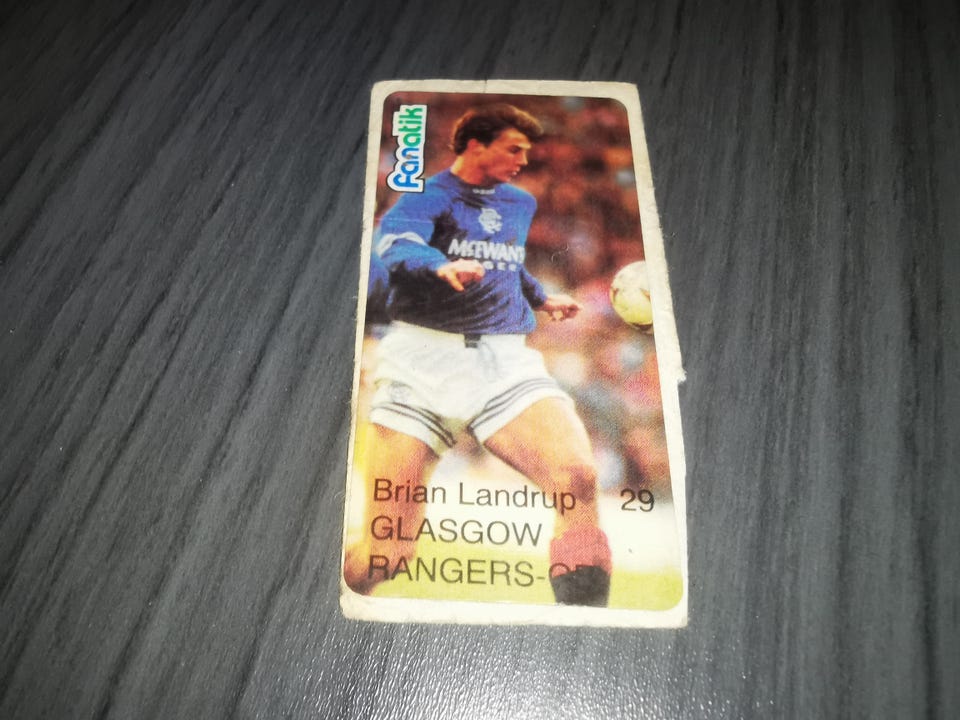 fanatik
McEWAN'S
Brian Landrup 29
GLASGOW
RANGERS-